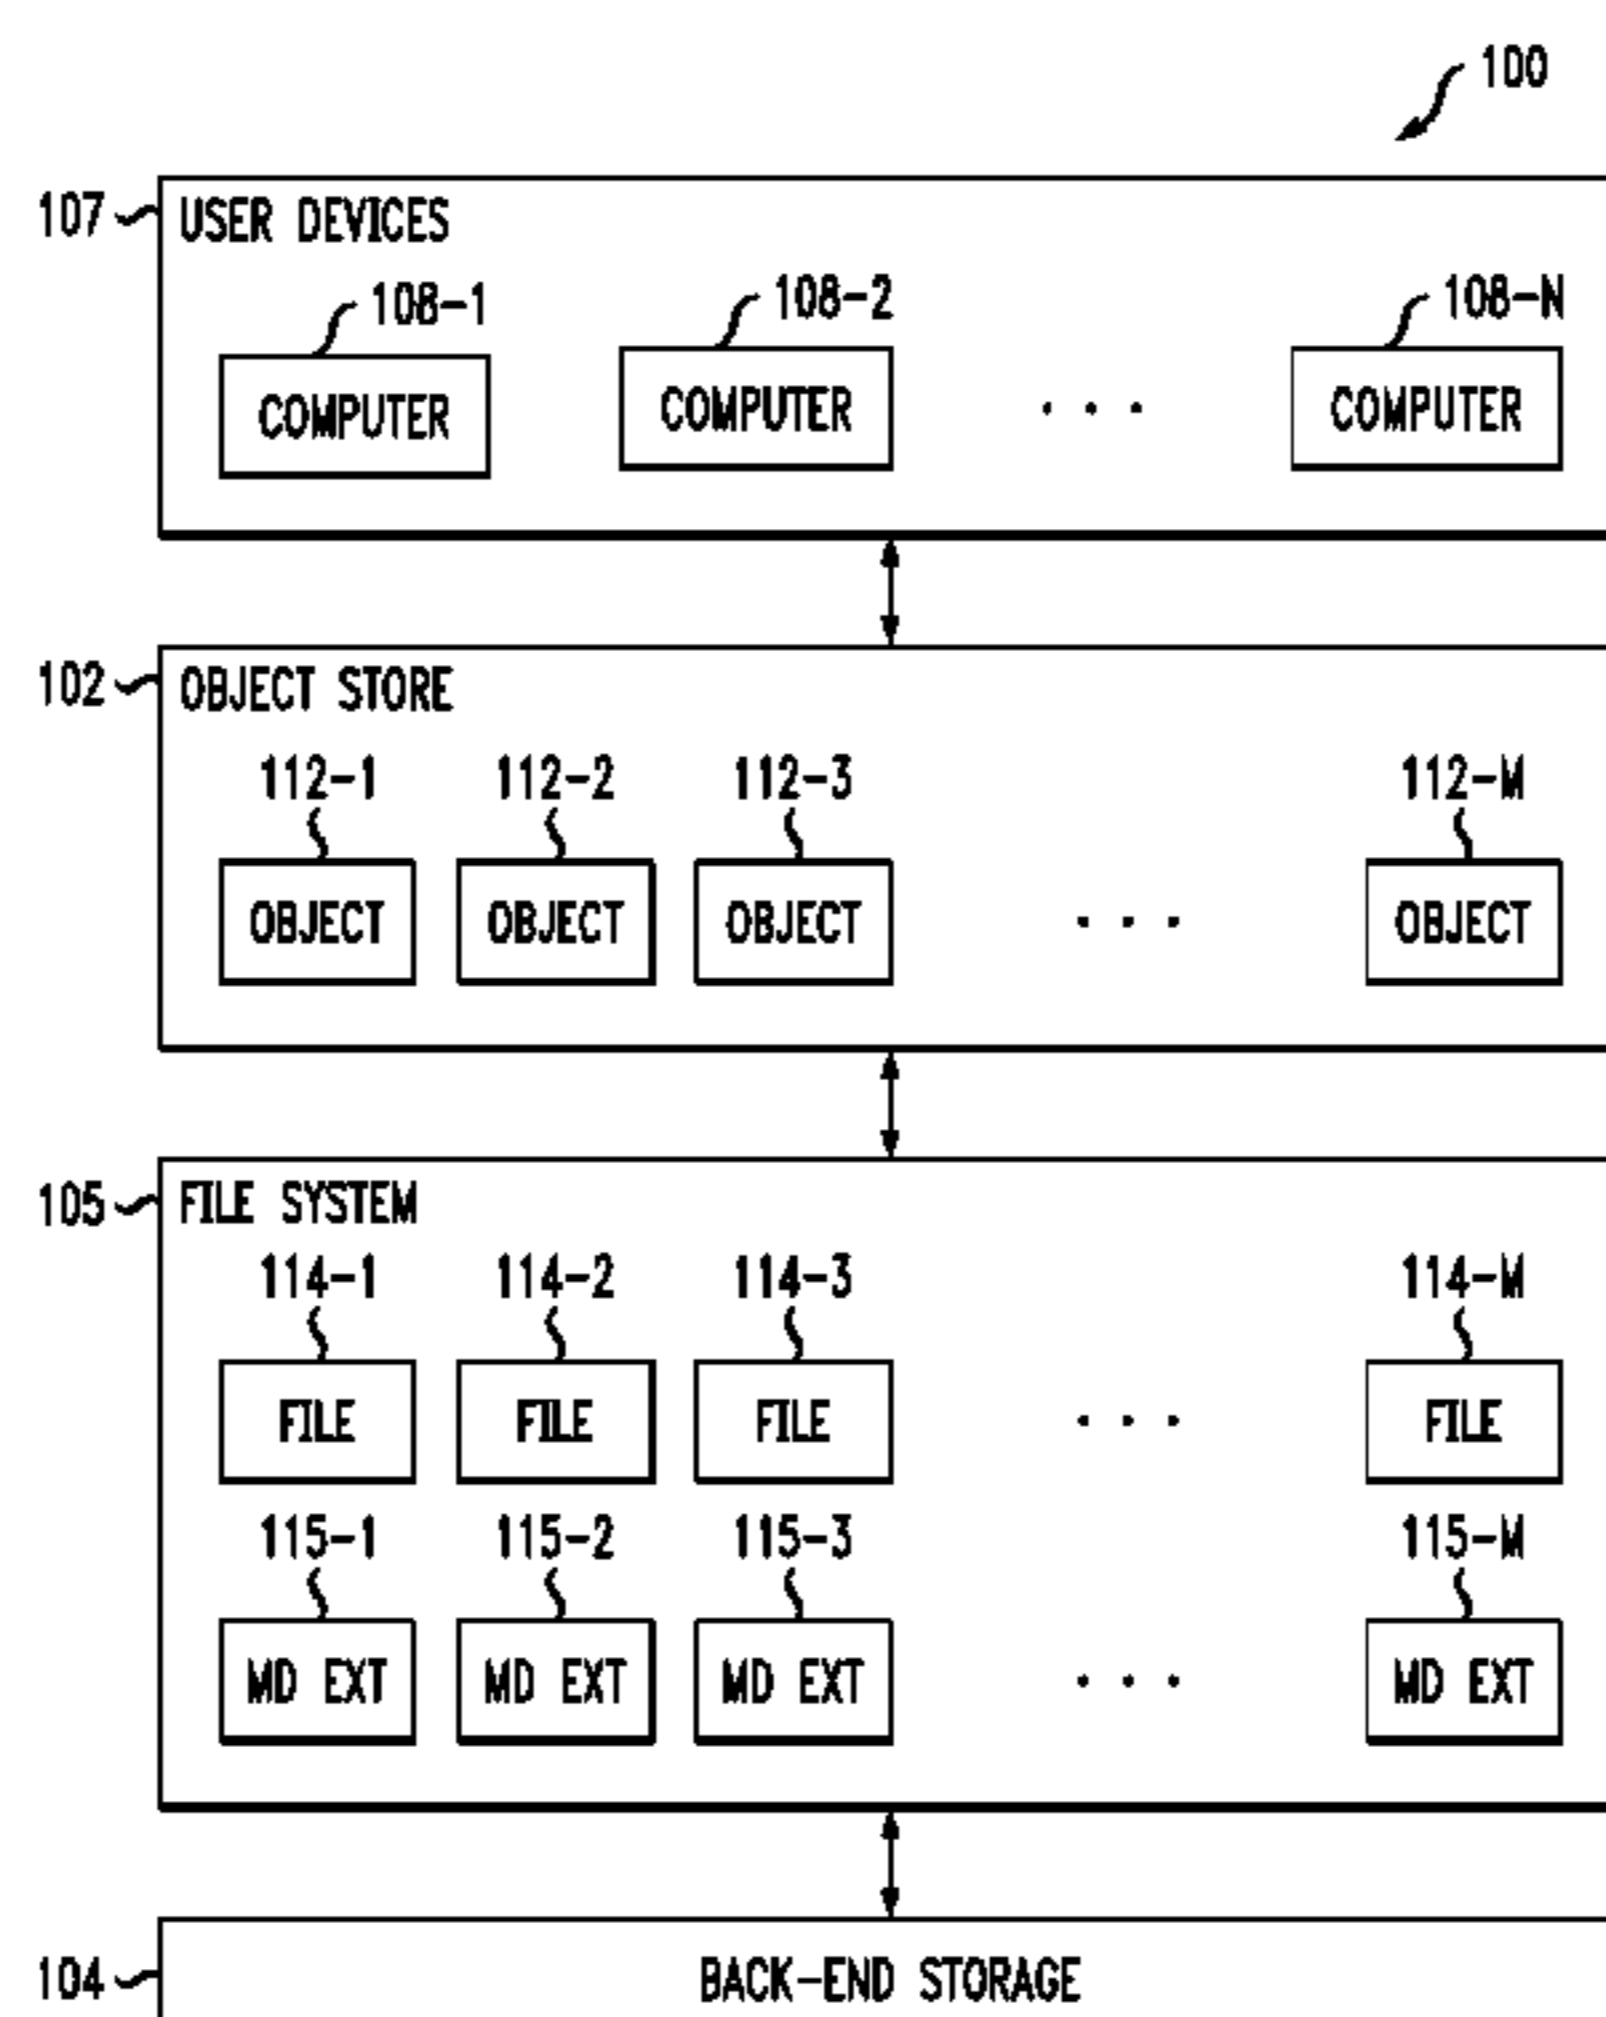 100
107 USER DEVICES
108-1 108-2 108-N
COMPUTER COMPUTER ... COMPUTER
102 OBJECT STORE
112-1 112-2 112-3 112-M
OBJECT OBJECT OBJECT ... OBJECT
105 FILE SYSTEM
114-1 114-2 114-3 114-M
FILE FILE FILE ... FILE
115-1 115-2 115-3 115-M
MD EXT MD EXT MD EXT ... MD EXT
104 BACK-END STORAGE